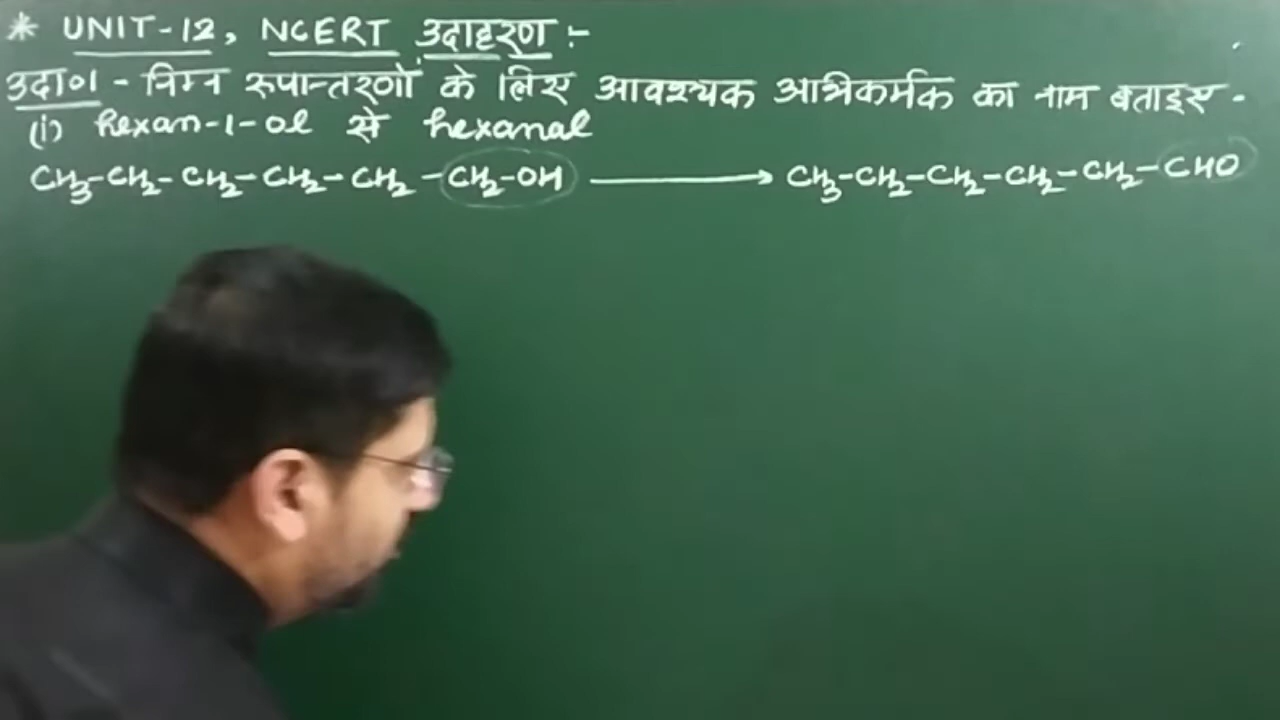 * UNIT-12, NCERT उदाहरण :-
उदा०1 - निम्न रूपान्तरणों के लिए आवश्यक अभिकर्मक का नाम बताइए.
(i) hexan-1-ol से hexanal
CH₃-CH₂-CH₂-CH₂-CH₂-CH₂-OH ⟶ CH₃-CH₂-CH₂-CH₂-CH₂-CHO